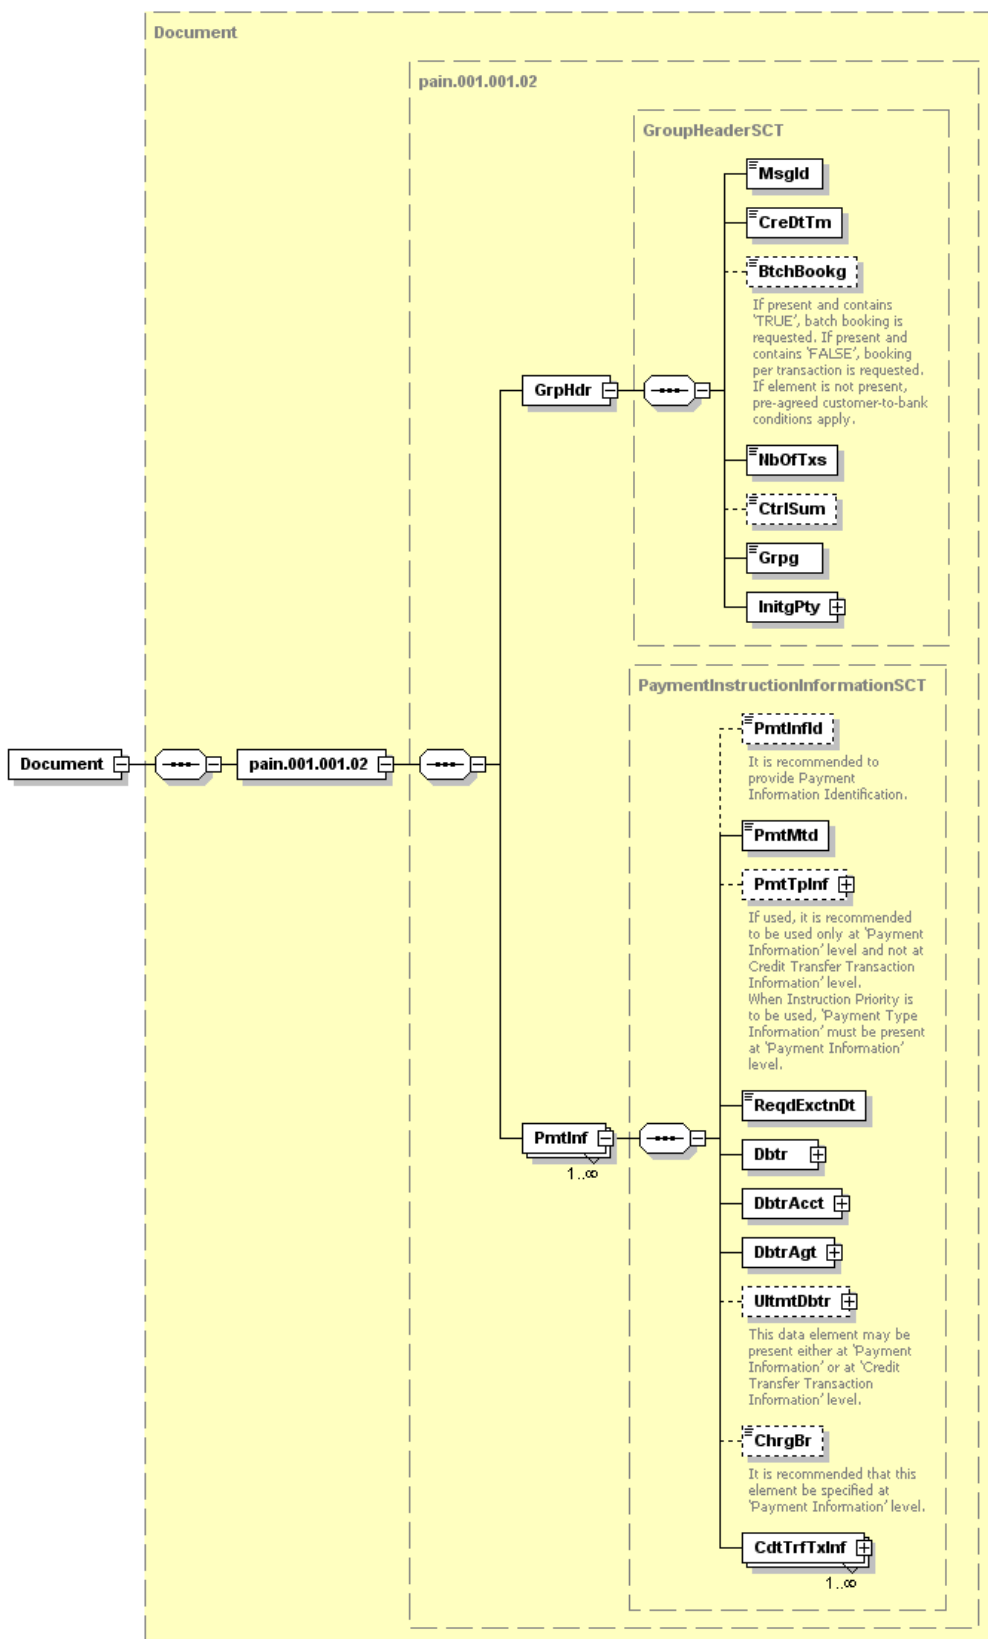 Document
pain.001.001.02
GroupHeaderSCT
MsgId
CreDtTm
BtchBookg
If present and contains
'TRUE', batch booking is
requested. If present and
contains 'FALSE', booking
per transaction is requested.
If element is not present,
pre-agreed customer-to-bank
conditions apply.
GrpHdr
NbOfTxs
CtrlSum
Grpg
InitgPty
PaymentInstructionInformationSCT
PmtInfId
It is recommended to
provide Payment
Information Identification.
Document
pain.001.001.02
PmtMtd
PmtTpInf
If used, it is recommended
to be used only at 'Payment
Information' level and not at
Credit Transfer Transaction
Information' level.
When Instruction Priority is
to be used, 'Payment Type
Information' must be present
at 'Payment Information'
level.
ReqdExctnDt
PmtInf
1..∞
Dbtr
DbtrAcct
DbtrAgt
UltmtDbtr
This data element may be
present either at 'Payment
Information' or at 'Credit
Transfer Transaction
Information' level.
ChrgBr
It is recommended that this
element be specified at
'Payment Information' level.
CdtTrfTxInf
1..∞